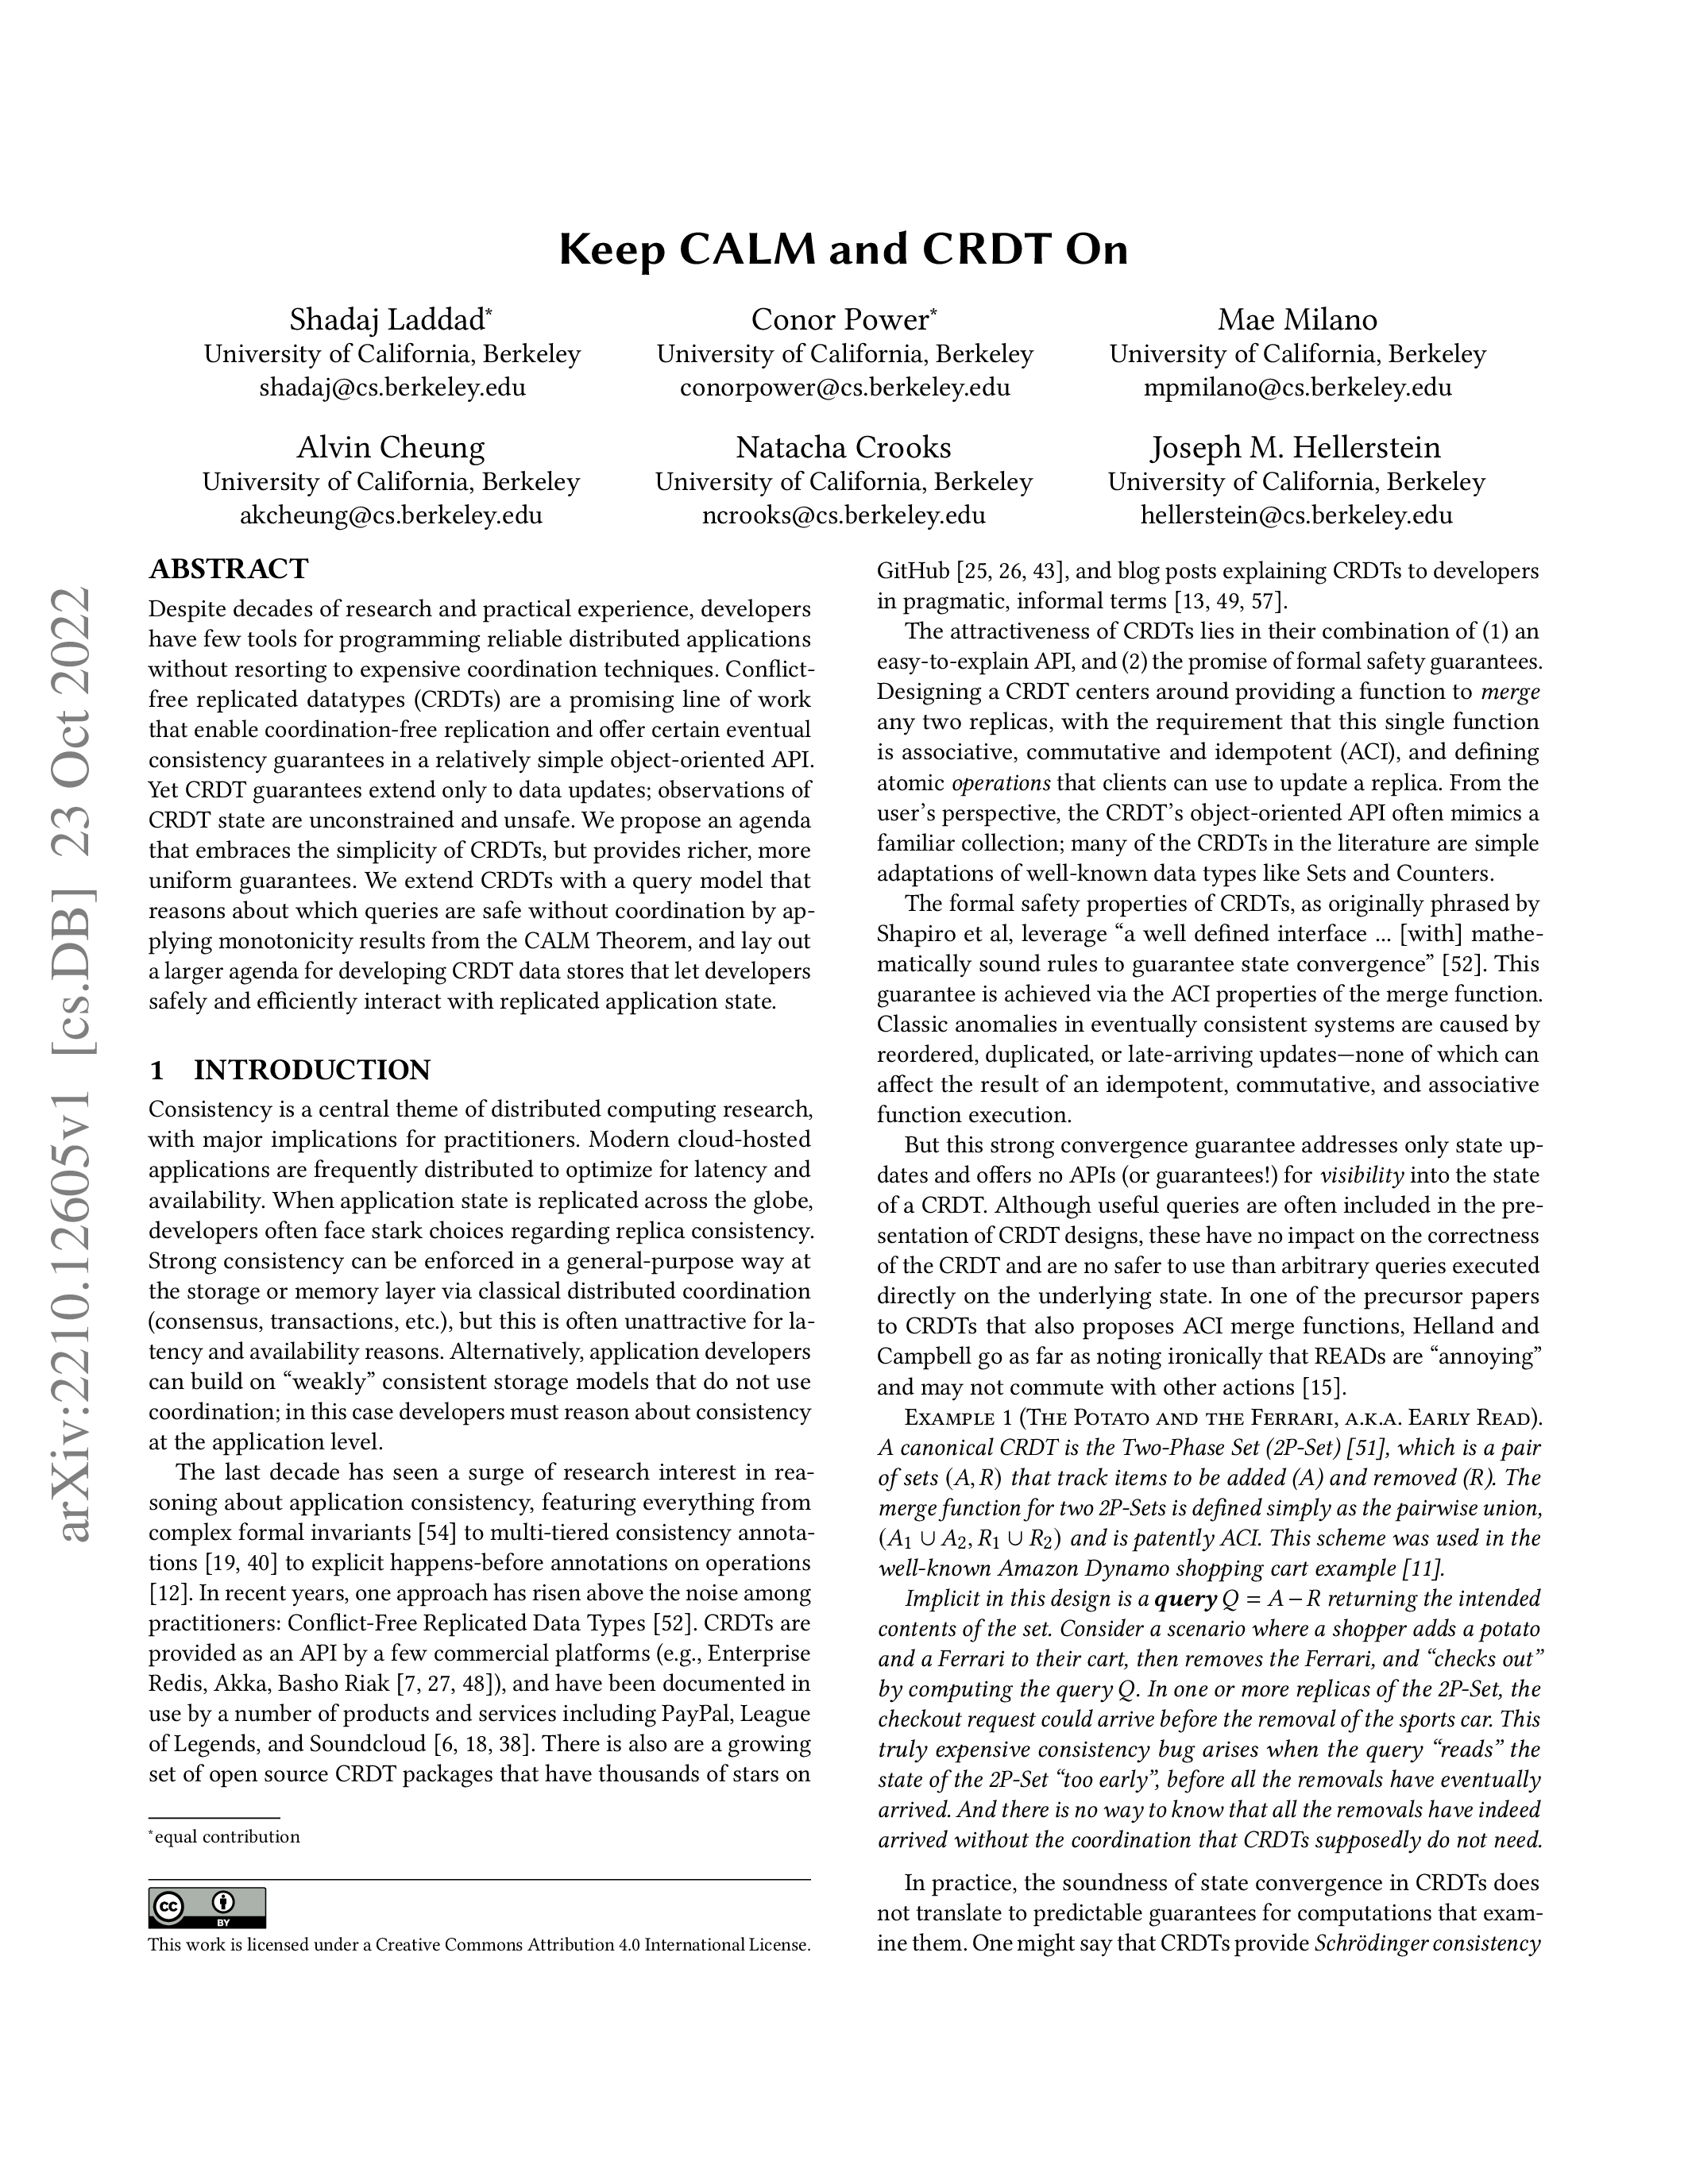 Keep CALM and CRDT On
Shadaj Laddad*
University of California, Berkeley
shadaj@cs.berkeley.edu
Conor Power*
University of California, Berkeley
conorpower@cs.berkeley.edu
Mae Milano
University of California, Berkeley
mpmilano@cs.berkeley.edu
Alvin Cheung
University of California, Berkeley
akcheung@cs.berkeley.edu
Natacha Crooks
University of California, Berkeley
ncrooks@cs.berkeley.edu
Joseph M. Hellerstein
University of California, Berkeley
hellerstein@cs.berkeley.edu
arXiv:2210.12605v1 [cs.DB] 23 Oct 2022
ABSTRACT
Despite decades of research and practical experience, developers
have few tools for programming reliable distributed applications
without resorting to expensive coordination techniques. Conflict-
free replicated datatypes (CRDTs) are a promising line of work
that enable coordination-free replication and offer certain eventual
consistency guarantees in a relatively simple object-oriented API.
Yet CRDT guarantees extend only to data updates; observations of
CRDT state are unconstrained and unsafe. We propose an agenda
that embraces the simplicity of CRDTs, but provides richer, more
uniform guarantees. We extend CRDTs with a query model that
reasons about which queries are safe without coordination by ap-
plying monotonicity results from the CALM Theorem, and lay out
a larger agenda for developing CRDT data stores that let developers
safely and efficiently interact with replicated application state.
1 INTRODUCTION
Consistency is a central theme of distributed computing research,
with major implications for practitioners. Modern cloud-hosted
applications are frequently distributed to optimize for latency and
availability. When application state is replicated across the globe,
developers often face stark choices regarding replica consistency.
Strong consistency can be enforced in a general-purpose way at
the storage or memory layer via classical distributed coordination
(consensus, transactions, etc.), but this is often unattractive for la-
tency and availability reasons. Alternatively, application developers
can build on “weakly” consistent storage models that do not use
coordination; in this case developers must reason about consistency
at the application level.
The last decade has seen a surge of research interest in rea-
soning about application consistency, featuring everything from
complex formal invariants [54] to multi-tiered consistency annota-
tions [19, 40] to explicit happens-before annotations on operations
[12]. In recent years, one approach has risen above the noise among
practitioners: Conflict-Free Replicated Data Types [52]. CRDTs are
provided as an API by a few commercial platforms (e.g., Enterprise
Redis, Akka, Basho Riak [7, 27, 48]), and have been documented in
use by a number of products and services including PayPal, League
of Legends, and Soundcloud [6, 18, 38]. There is also are a growing
set of open source CRDT packages that have thousands of stars on
*equal contribution
cc BY
This work is licensed under a Creative Commons Attribution 4.0 International License.
GitHub [25, 26, 43], and blog posts explaining CRDTs to developers
in pragmatic, informal terms [13, 49, 57].
The attractiveness of CRDTs lies in their combination of (1) an
easy-to-explain API, and (2) the promise of formal safety guarantees.
Designing a CRDT centers around providing a function to merge
any two replicas, with the requirement that this single function
is associative, commutative and idempotent (ACI), and defining
atomic operations that clients can use to update a replica. From the
user’s perspective, the CRDT’s object-oriented API often mimics a
familiar collection; many of the CRDTs in the literature are simple
adaptations of well-known data types like Sets and Counters.
The formal safety properties of CRDTs, as originally phrased by
Shapiro et al, leverage “a well defined interface ... [with] mathe-
matically sound rules to guarantee state convergence” [52]. This
guarantee is achieved via the ACI properties of the merge function.
Classic anomalies in eventually consistent systems are caused by
reordered, duplicated, or late-arriving updates—none of which can
affect the result of an idempotent, commutative, and associative
function execution.
But this strong convergence guarantee addresses only state up-
dates and offers no APIs (or guarantees!) for visibility into the state
of a CRDT. Although useful queries are often included in the pre-
sentation of CRDT designs, these have no impact on the correctness
of the CRDT and are no safer to use than arbitrary queries executed
directly on the underlying state. In one of the precursor papers
to CRDTs that also proposes ACI merge functions, Helland and
Campbell go as far as noting ironically that READs are “annoying”
and may not commute with other actions [15].
Example 1 (The Potato and the Ferrari, a.k.a. Early Read).
A canonical CRDT is the Two-Phase Set (2P-Set) [51], which is a pair
of sets (A, R) that track items to be added (A) and removed (R). The
merge function for two 2P-Sets is defined simply as the pairwise union,
(A₁ ∪ A₂, R₁ ∪ R₂) and is patently ACI. This scheme was used in the
well-known Amazon Dynamo shopping cart example [11].
Implicit in this design is a query Q = A − R returning the intended
contents of the set. Consider a scenario where a shopper adds a potato
and a Ferrari to their cart, then removes the Ferrari, and “checks out”
by computing the query Q. In one or more replicas of the 2P-Set, the
checkout request could arrive before the removal of the sports car. This
truly expensive consistency bug arises when the query “reads” the
state of the 2P-Set “too early”, before all the removals have eventually
arrived. And there is no way to know that all the removals have indeed
arrived without the coordination that CRDTs supposedly do not need.
In practice, the soundness of state convergence in CRDTs does
not translate to predictable guarantees for computations that exam-
ine them. One might say that CRDTs provide Schrödinger consistency